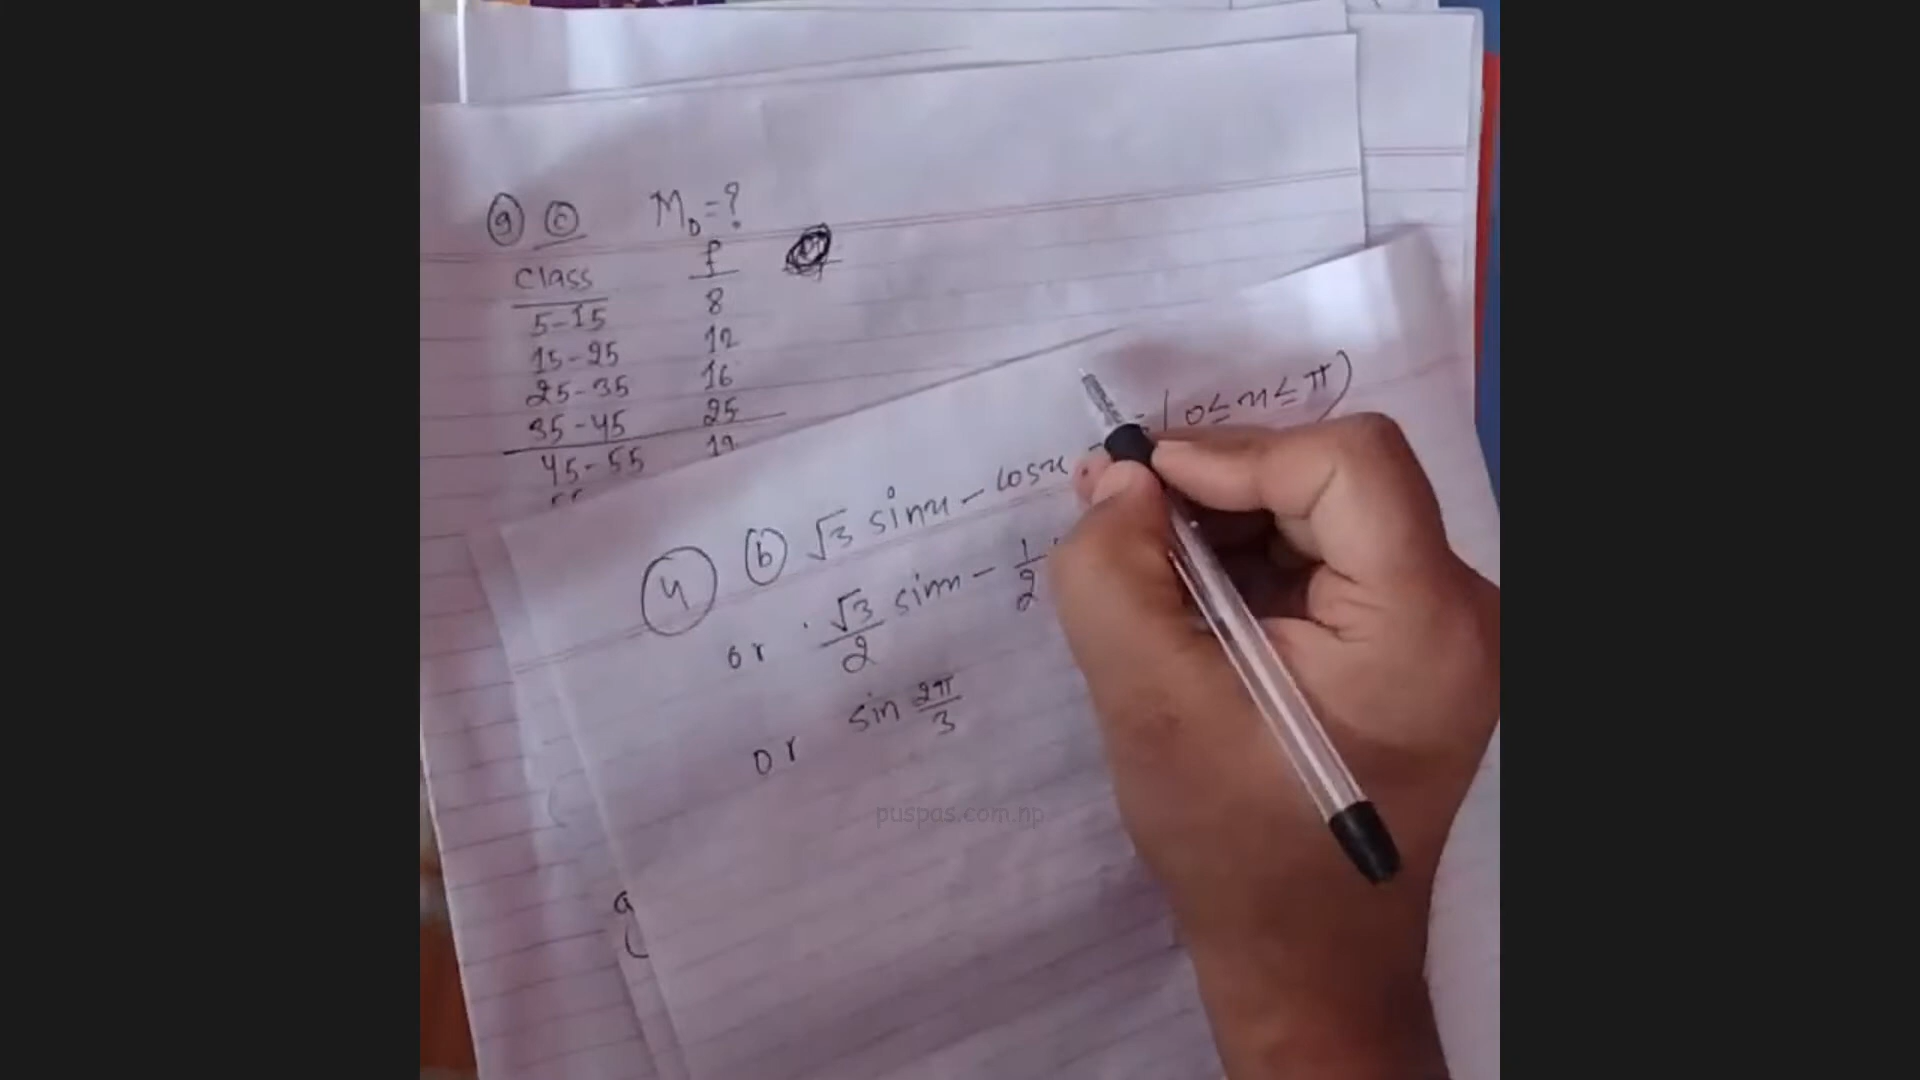 9 c M_D = ?
class f
5-15 8
15-25 12
25-35 16
35-45 25
45-55
4 b √3 sinx - cosx (0≤x≤π)
or √3/2 sinx - 1/2
or sin 2π/3
puspas.com.np
a